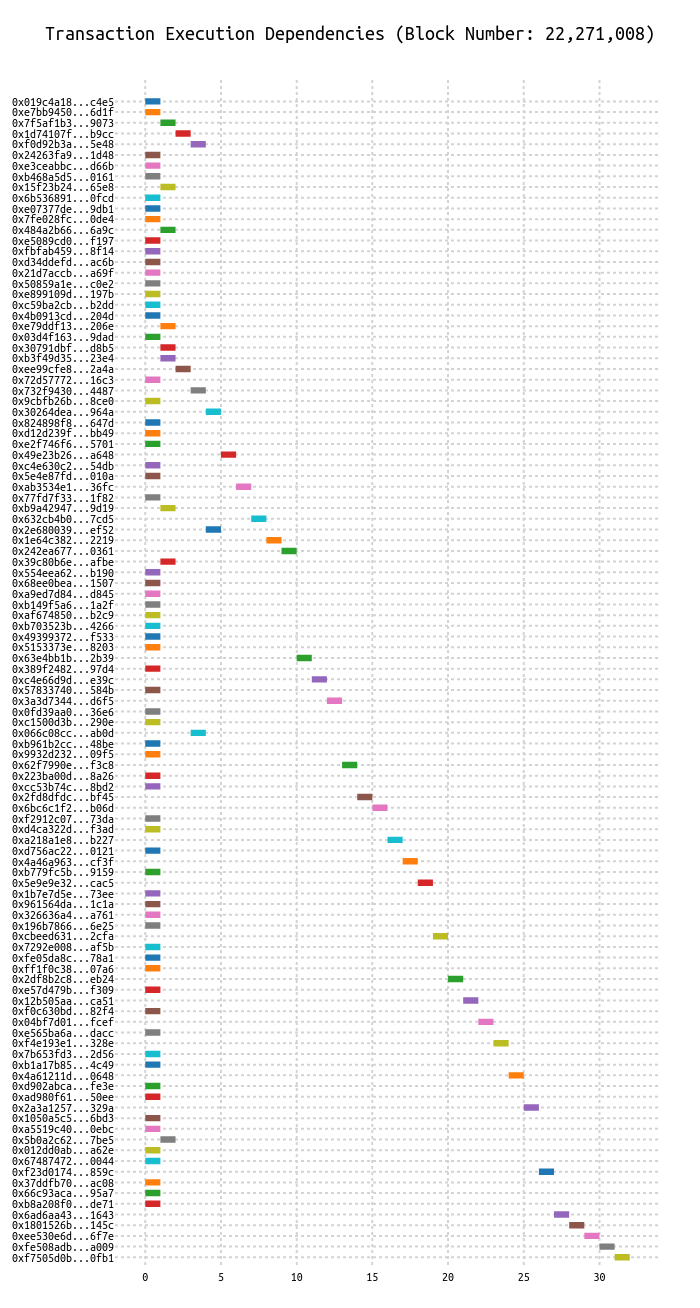 Transaction Execution Dependencies (Block Number: 22,271,008)
0x019c4a18...c4e5
0xe7bb9450...6d1f
0x7f5af1b3...9073
0x1d74107f...b9cc
0xf0d92b3a...5e48
0x24263fa9...1d48
0xe3ceabbc...d66b
0xb468a5d5...0161
0x15f23b24...65e8
0x6b536891...0fcd
0xe07377de...9db1
0x7fe028fc...0de4
0x484a2b66...6a9c
0xe5089cd0...f197
0xfbfab459...8f14
0xd34ddefd...ac6b
0x21d7accb...a69f
0x50859a1e...c0e2
0xe899109d...197b
0xc59ba2cb...b2dd
0x4b0913cd...204d
0xe79ddf13...206e
0x03d4f163...9dad
0x30791dbf...d8b5
0xb3f49d35...23e4
0xee99cfe8...2a4a
0x72d57772...16c3
0x732f9430...4487
0x9cbfb26b...8ce0
0x30264dea...964a
0x824898f8...647d
0xd12d239f...bb49
0xe2f746f6...5701
0x49e23b26...a648
0xc4e630c2...54db
0x5e4e87fd...010a
0xab3534e1...36fc
0x77fd7f33...1f82
0xb9a42947...9d19
0x632cb4b0...7cd5
0x2e680039...ef52
0x1e64c382...2219
0x242ea677...0361
0x39c80b6e...afbe
0x554eea62...b190
0x68ee0bea...1507
0xa9ed7d84...d845
0xb149f5a6...1a2f
0xaf674850...b2c9
0xb703523b...4266
0x49399372...f533
0x5153373e...8203
0x63e4bb1b...2b39
0x389f2482...97d4
0xc4e66d9d...e39c
0x57833740...584b
0x3a3d7344...d6f5
0x0fd39aa0...36e6
0xc1500d3b...290e
0x066c08cc...ab0d
0xb961b2cc...48be
0x9932d232...09f5
0x62f7990e...f3c8
0x223ba00d...8a26
0xcc53b74c...8bd2
0x2fd8dfdc...bf45
0x6bc6c1f2...b06d
0xf2912c07...73da
0xd4ca322d...f3ad
0xa218a1e8...b227
0xd756ac22...0121
0x4a46a963...cf3f
0xb779fc5b...9159
0x5e9e9e32...cac5
0x1b7e7d5e...73ee
0x961564da...1c1a
0x326636a4...a761
0x196b7866...6e25
0xcbeed631...2cfa
0x7292e008...af5b
0xfe05da8c...78a1
0xff1f0c38...07a6
0x2df8b2c8...eb24
0xe57d479b...f309
0x12b505aa...ca51
0xf0c630bd...82f4
0x04bf7d01...fcef
0xe565ba6a...dacc
0xf4e193e1...328e
0x7b653fd3...2d56
0xb1a17b85...4c49
0x4a61211d...0648
0xd902abca...fe3e
0xad980f61...50ee
0x2a3a1257...329a
0x1050a5c5...6bd3
0xa5519c40...0ebc
0x5b0a2c62...7be5
0x012dd0ab...a62e
0x67487472...0044
0xf23d0174...859c
0x37ddfb70...ac08
0x66c93aca...95a7
0xb8a208f0...de71
0x6ad6aa43...1643
0x1801526b...145c
0xee530e6d...6f7e
0xfe508adb...a009
0xf7505d0b...0fb1
0 5 10 15 20 25 30